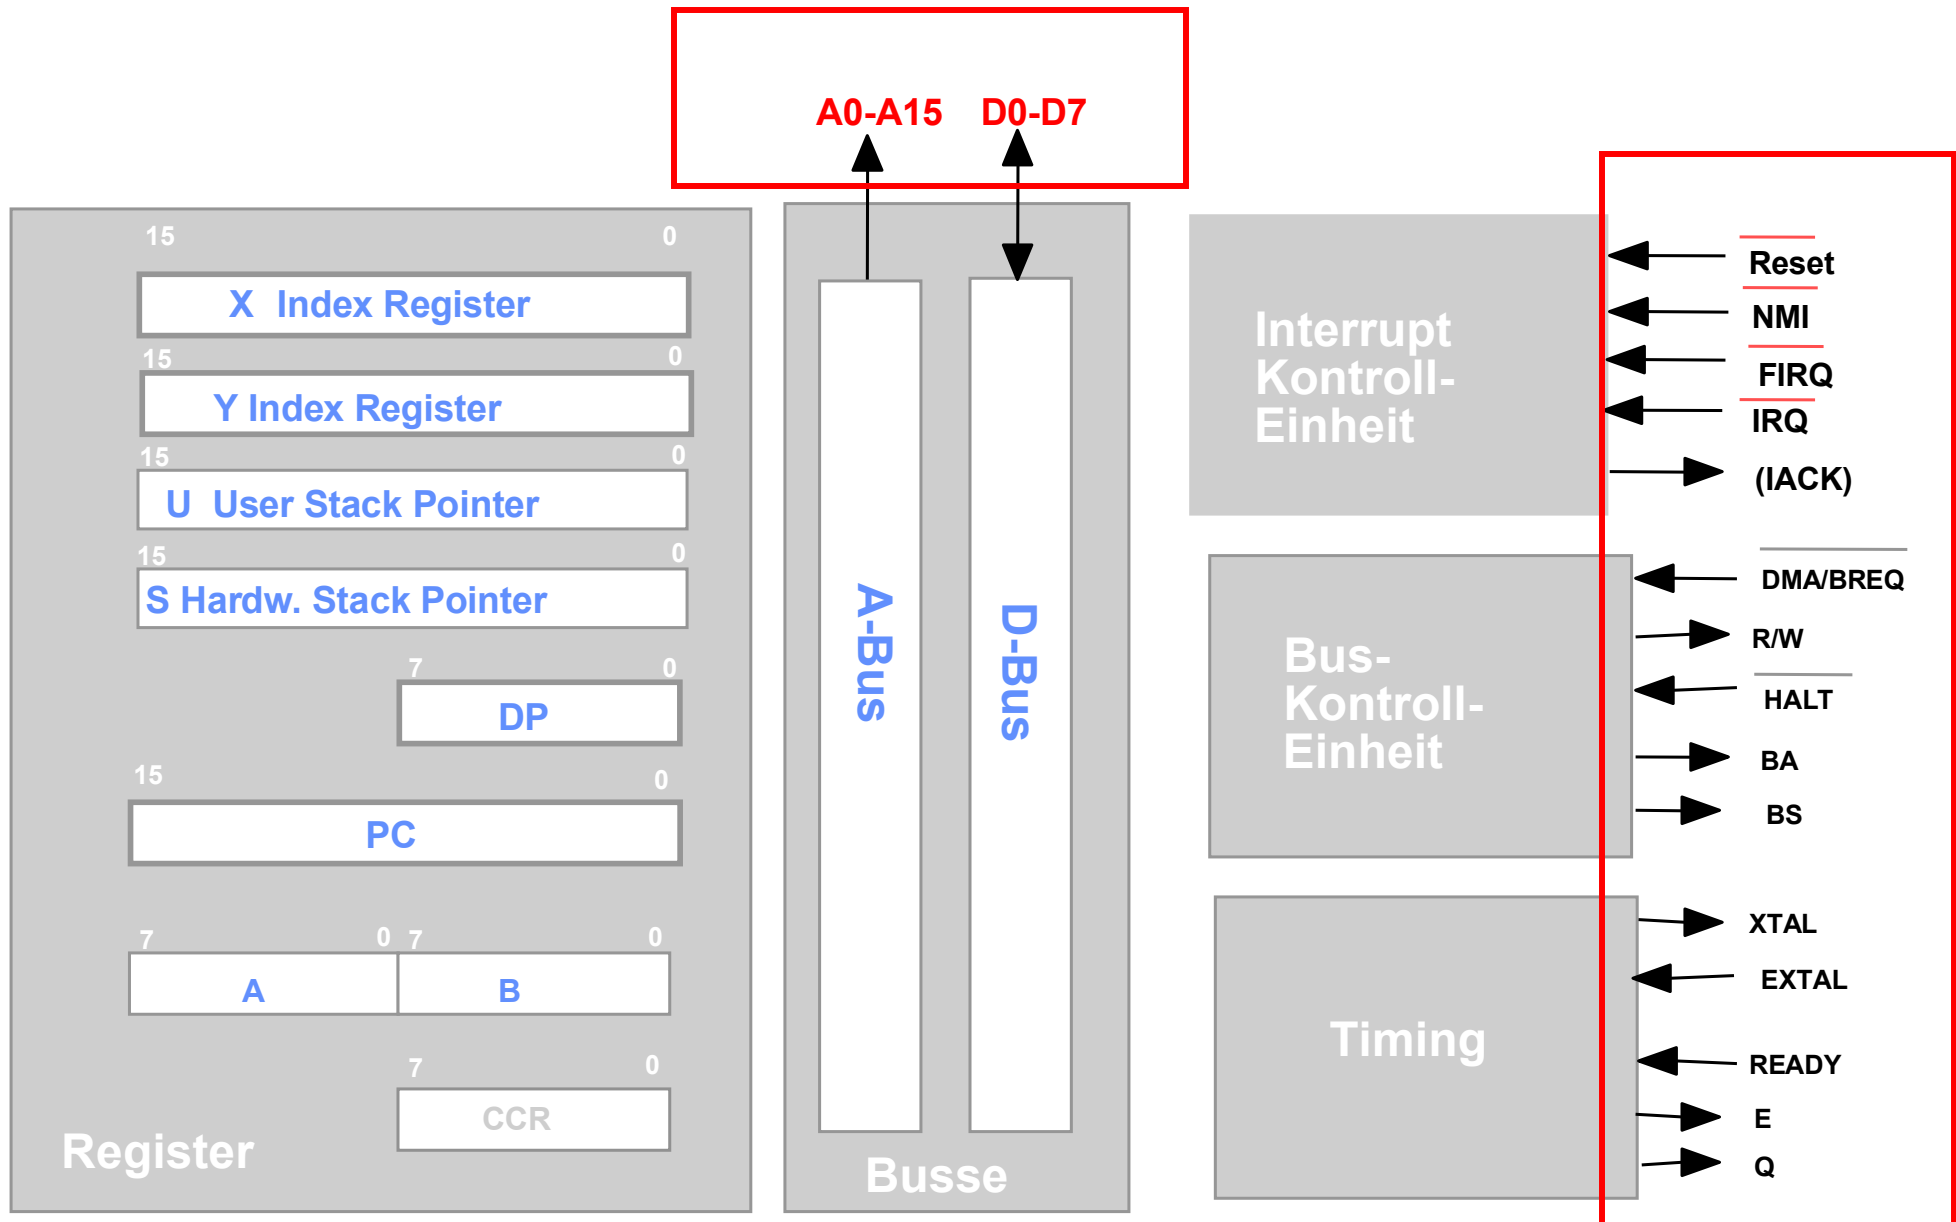 A0-A15 D0-D7
15 0
X Index Register
15 0
Y Index Register
15 0
U User Stack Pointer
15 0
S Hardw. Stack Pointer
7 0
DP
15 0
PC
7 0 7 0
A B
7 0
CCR
Register
A-Bus
D-Bus
Busse
Interrupt
Kontroll-
Einheit
Reset
NMI
FIRQ
IRQ
(IACK)
Bus-
Kontroll-
Einheit
DMA/BREQ
R/W
HALT
BA
BS
Timing
XTAL
EXTAL
READY
E
Q